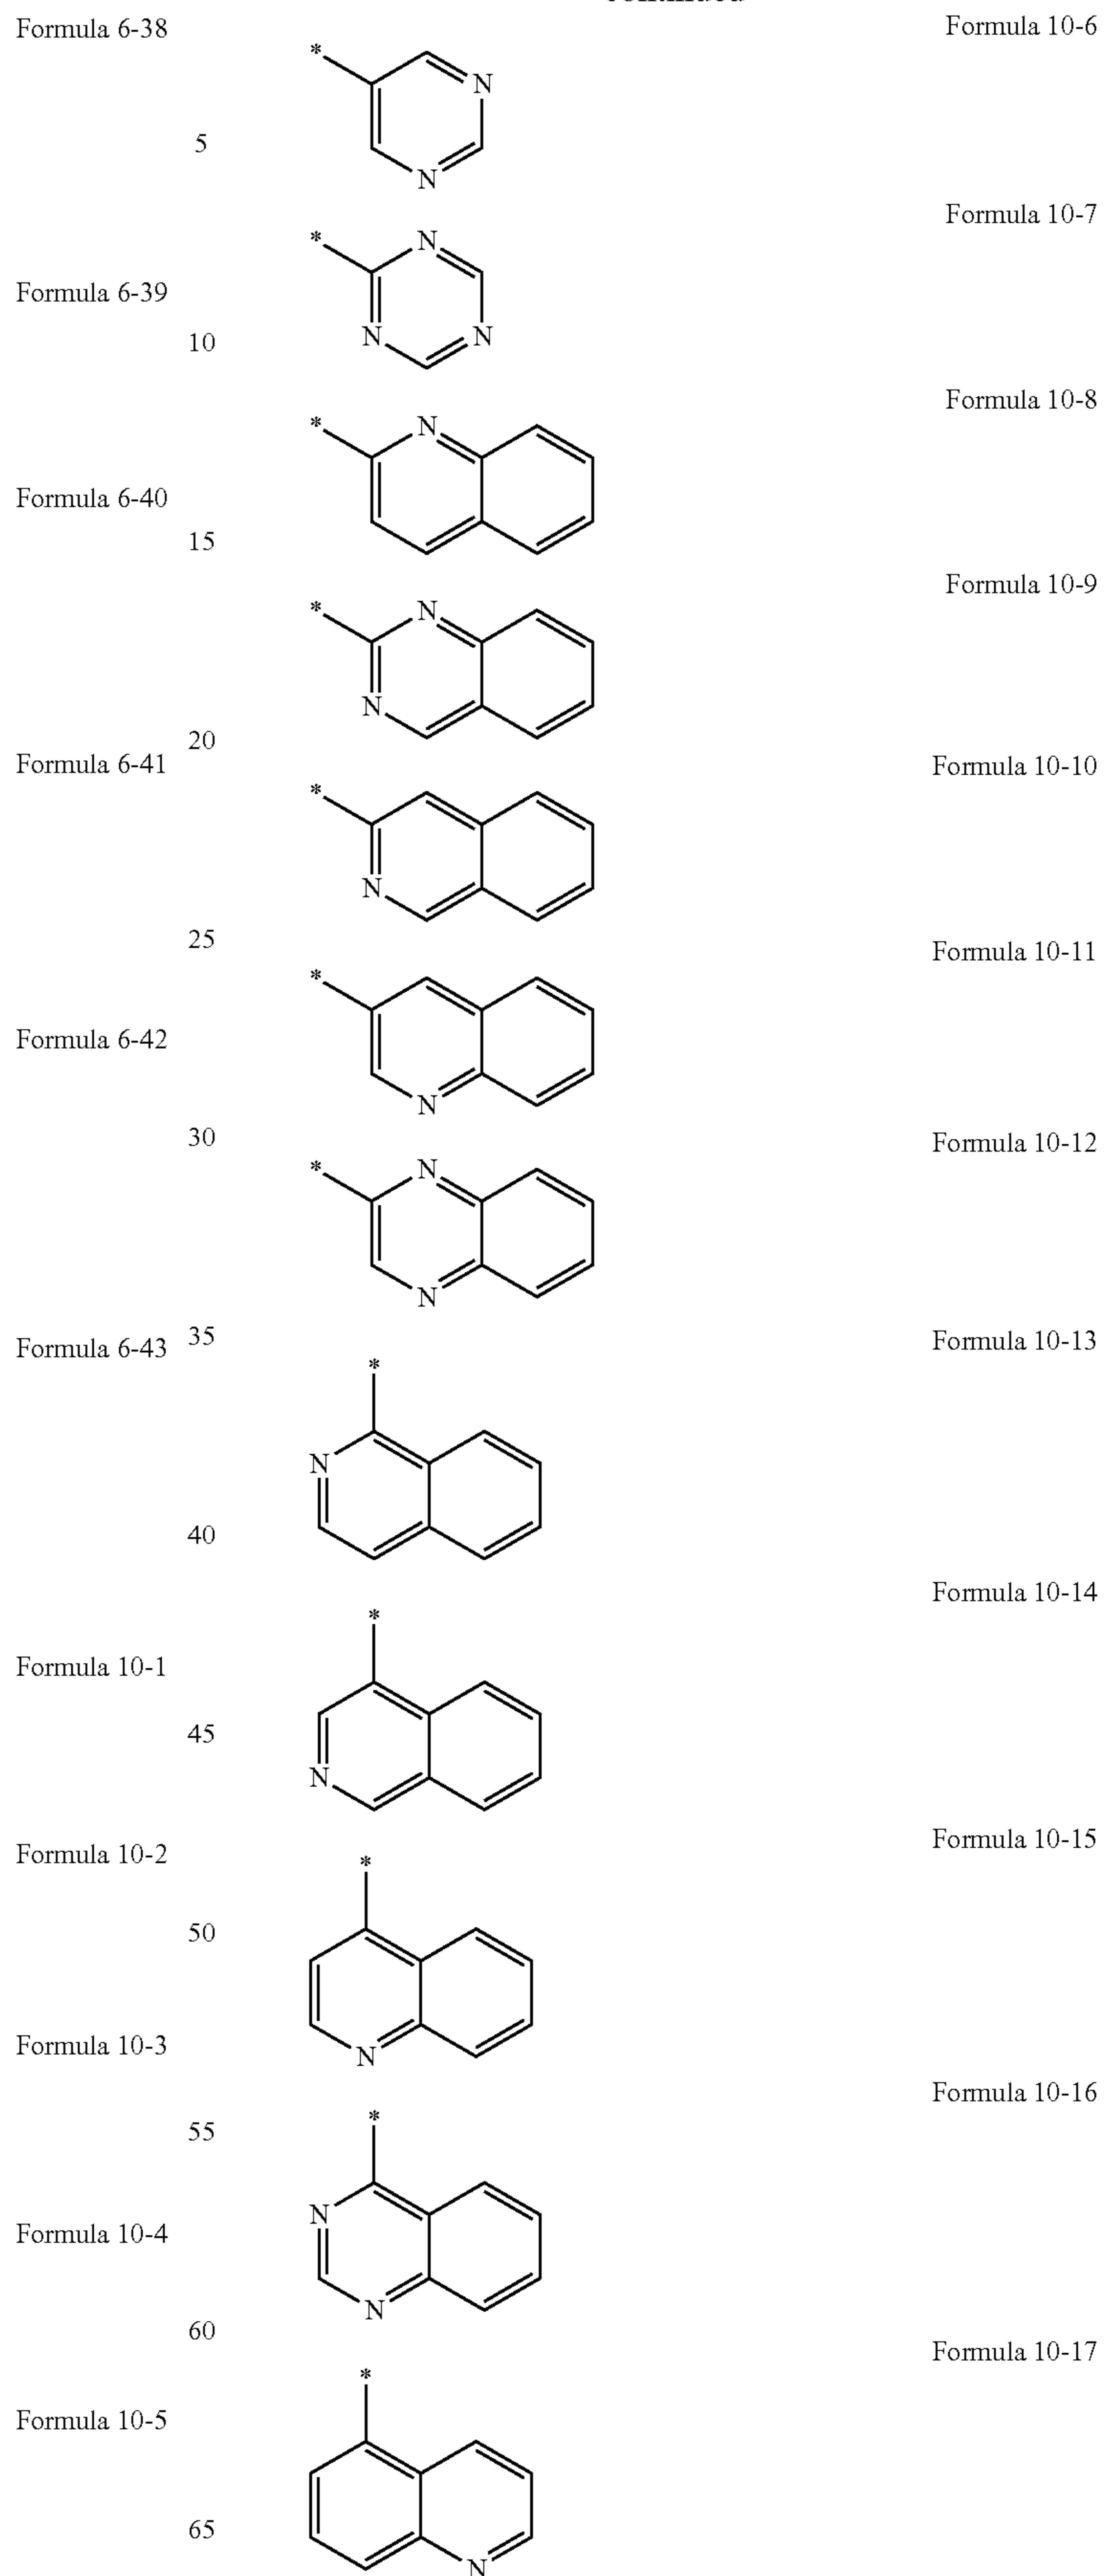 Formula 6-38
Formula 10-6
*
N
5
N
Formula 10-7
*
N
Formula 6-39
10
N
N
Formula 10-8
*
N
Formula 6-40
15
Formula 10-9
*
N
N
20
Formula 6-41
Formula 10-10
*
N
25
Formula 10-11
*
Formula 6-42
N
30
Formula 10-12
*
N
N
35
Formula 6-43
Formula 10-13
*
N
40
Formula 10-14
*
Formula 10-1
45
N
Formula 10-2
Formula 10-15
*
50
Formula 10-3
N
Formula 10-16
*
55
N
Formula 10-4
N
60
Formula 10-17
*
Formula 10-5
65
N